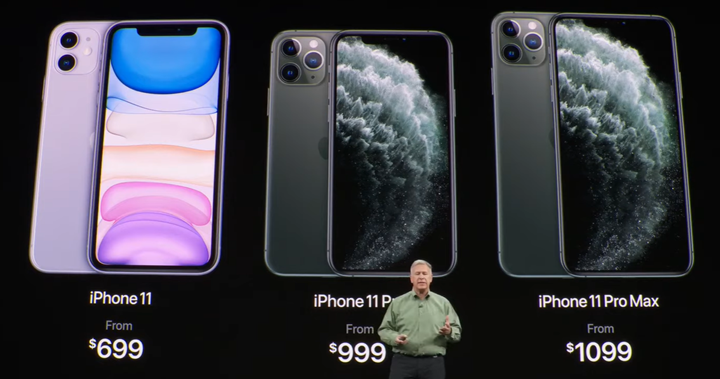 iPhone 11
From
$699
iPhone 11 P
From
$999
iPhone 11 Pro Max
From
$1099